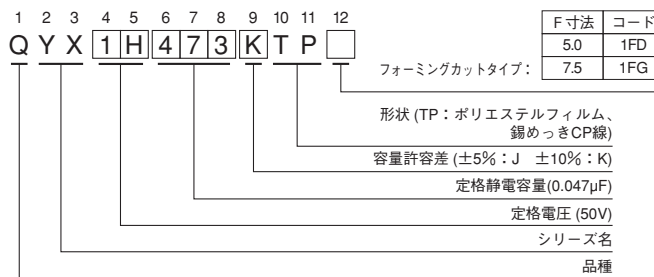 1 2 3 4 5 6 7 8 9 10 11 12
Q Y X 1 H 4 7 3 K T P
F寸法 コード
5.0 1FD
7.5 1FG
フォーミングカットタイプ：
形状 (TP：ポリエステルフィルム、
錫めっきCP線)
容量許容差 (±5%：J ±10%：K)
定格静電容量(0.047μF)
定格電圧 (50V)
シリーズ名
品種